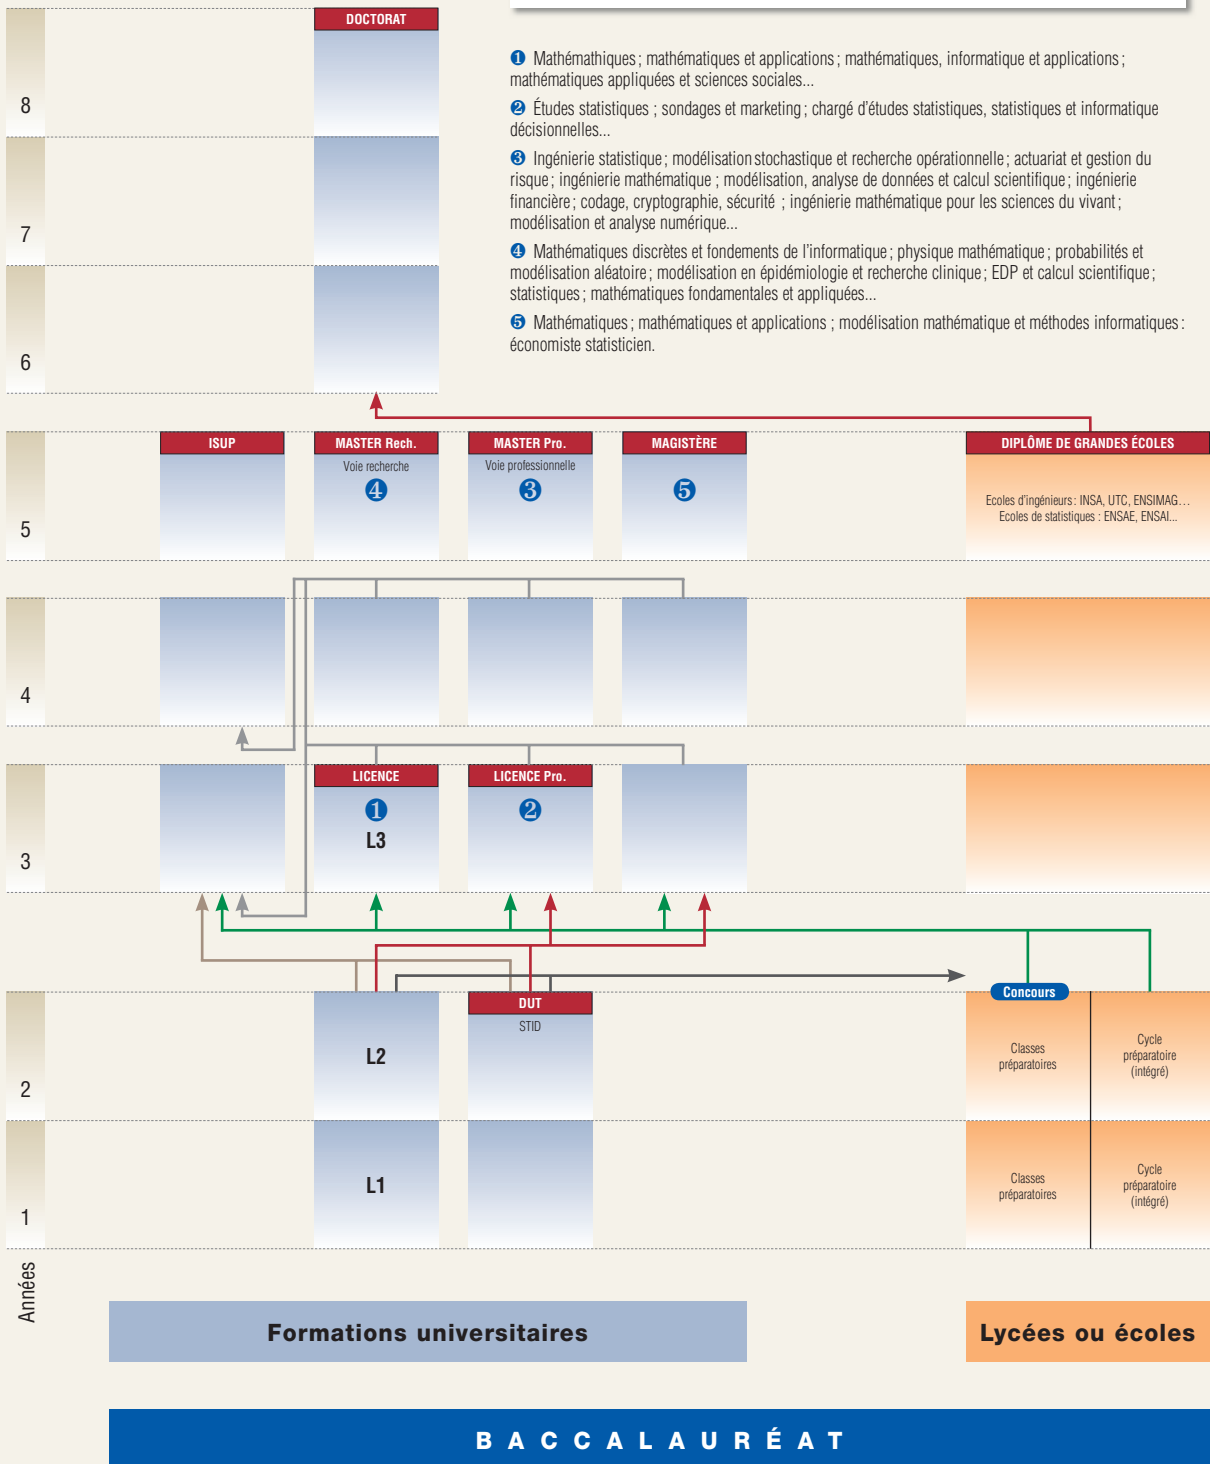 DOCTORAT
❶ Mathémathiques ; mathématiques et applications ; mathématiques, informatique et applications ;
mathématiques appliquées et sciences sociales...
❷ Études statistiques ; sondages et marketing ; chargé d'études statistiques, statistiques et informatique
décisionnelles...
❸ Ingénierie statistique ; modélisation stochastique et recherche opérationnelle ; actuariat et gestion du
risque ; ingénierie mathématique ; modélisation, analyse de données et calcul scientifique ; ingénierie
financière ; codage, cryptographie, sécurité ; ingénierie mathématique pour les sciences du vivant ;
modélisation et analyse numérique...
❹ Mathématiques discrètes et fondements de l'informatique ; physique mathématique ; probabilités et
modélisation aléatoire ; modélisation en épidémiologie et recherche clinique ; EDP et calcul scientifique ;
statistiques ; mathématiques fondamentales et appliquées...
❺ Mathématiques ; mathématiques et applications ; modélisation mathématique et méthodes informatiques :
économiste statisticien.
8
7
6
ISUP
MASTER Rech.
Voie recherche
❹
MASTER Pro.
Voie professionnelle
❸
MAGISTÈRE
❺
DIPLÔME DE GRANDES ÉCOLES
Ecoles d'ingénieurs : INSA, UTC, ENSIMAG…
Ecoles de statistiques : ENSAE, ENSAI...
5
4
LICENCE
❶
L3
LICENCE Pro.
❷
3
DUT
STID
Concours
L2
Classes
préparatoires
Cycle
préparatoire
(intégré)
2
L1
Classes
préparatoires
Cycle
préparatoire
(intégré)
1
Années
Formations universitaires
Lycées ou écoles
BACCALAURÉAT